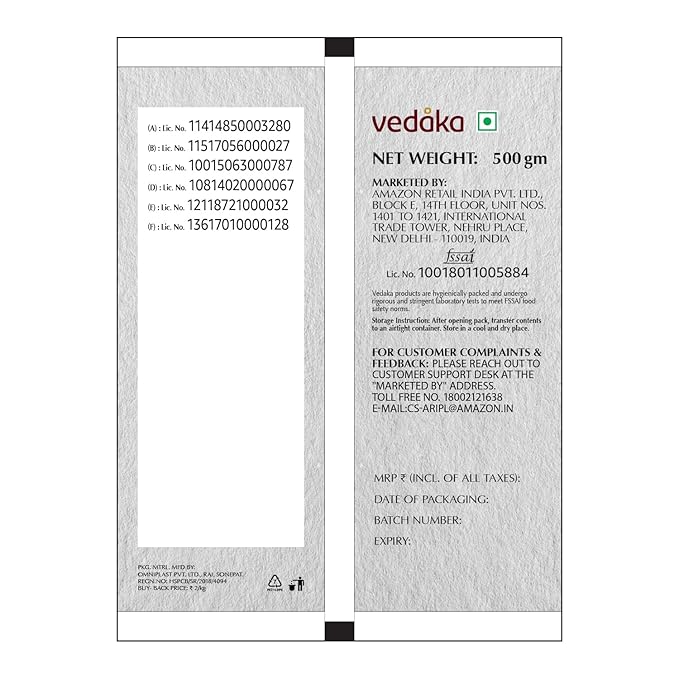 (A) : Lic. No. 11414850003280
(B) : Lic. No. 11517056000027
(C) : Lic. No. 10015063000787
(D) : Lic. No. 10814020000067
(E) : Lic. No. 12118721000032
(F) : Lic. No. 13617010000128
PKG. MTRL. MFD BY:
OMNIPLAST PVT. LTD., RAI, SONEPAT.
REGN.NO: HSPCB/SR/2018/4094
BUY- BACK PRICE: ₹ 2/kg
vedaka
NET WEIGHT: 500 gm
MARKETED BY:
AMAZON RETAIL INDIA PVT. LTD.,
BLOCK E, 14TH FLOOR, UNIT NOS.
1401 TO 1421, INTERNATIONAL
TRADE TOWER, NEHRU PLACE,
NEW DELHI - 110019, INDIA
fssai
Lic. No. 10018011005884
Vedaka products are hygienically packed and undergo
rigorous and stringent laboratory tests to meet FSSAI food
safety norms.
Storage Instruction: After opening pack, transfer contents
to an airtight container. Store in a cool and dry place.
FOR CUSTOMER COMPLAINTS &
FEEDBACK: PLEASE REACH OUT TO
CUSTOMER SUPPORT DESK AT THE
"MARKETED BY" ADDRESS.
TOLL FREE NO. 18002121638
E-MAIL:CS-ARIPL@AMAZON.IN
MRP ₹ (INCL. OF ALL TAXES):
DATE OF PACKAGING:
BATCH NUMBER:
EXPIRY: